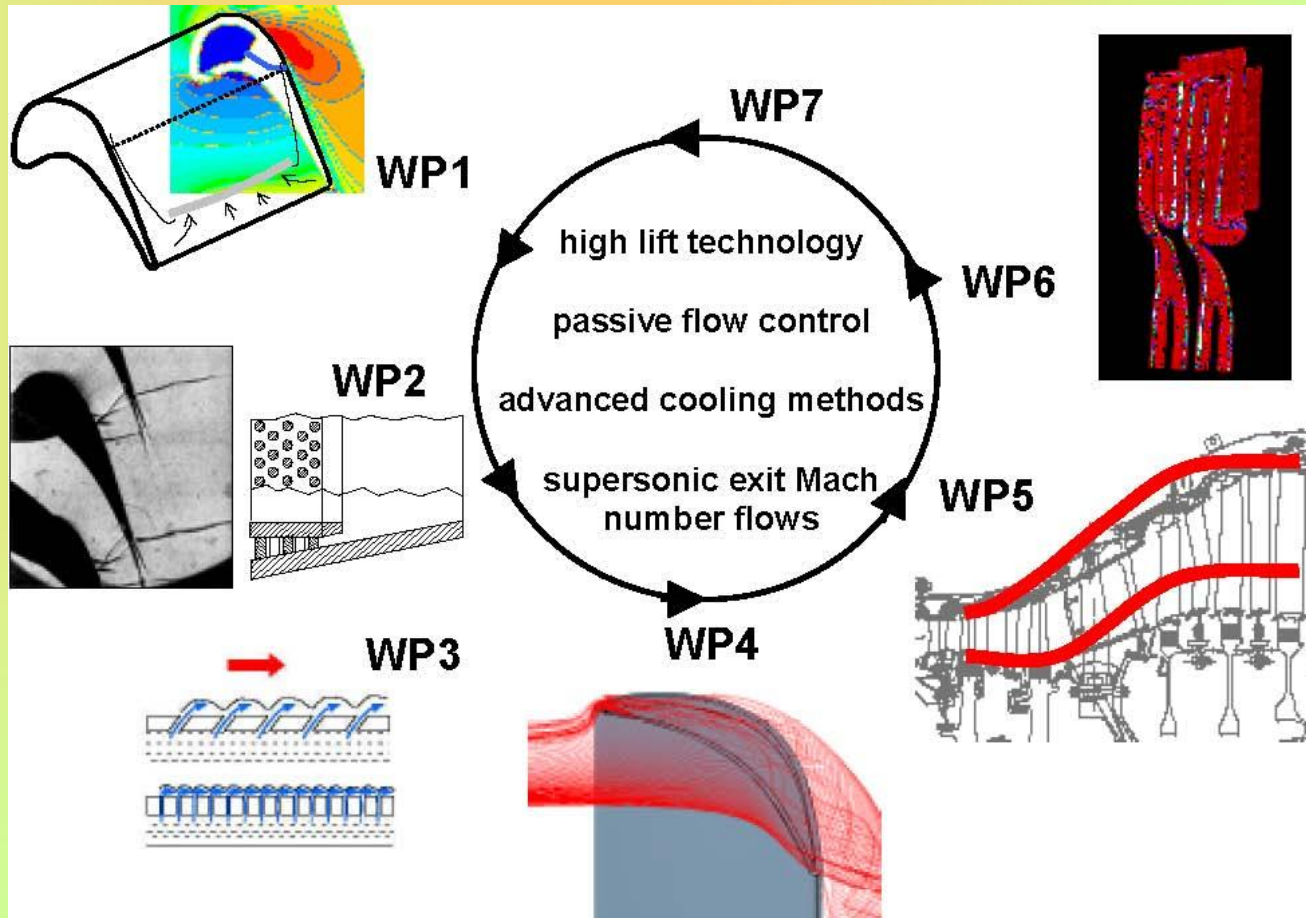 WP7
WP1
high lift technology
WP6
passive flow control
WP2
advanced cooling methods
supersonic exit Mach
number flows
WP5
WP3
WP4